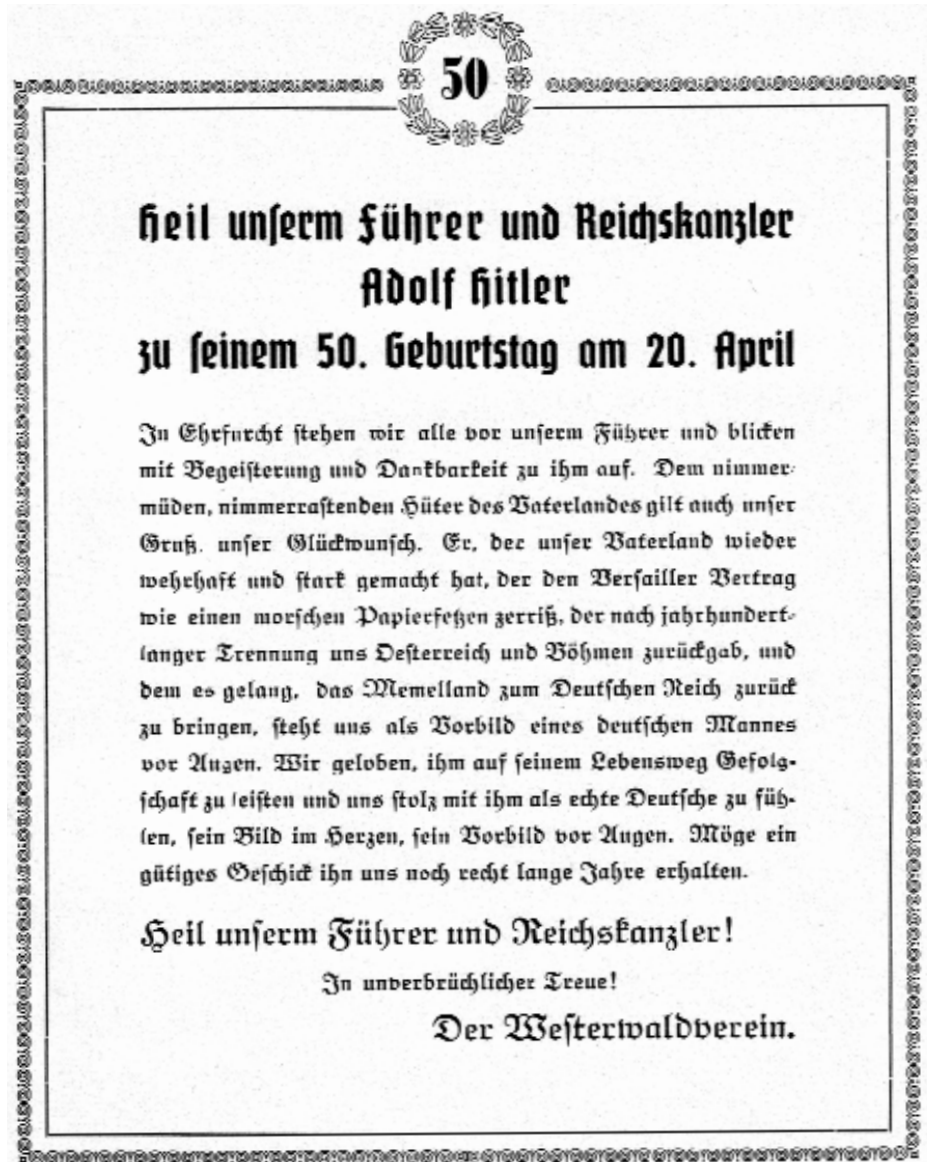 50
Heil unserm Führer und Reichskanzler
Adolf Hitler
zu seinem 50. Geburtstag am 20. April
In Ehrfurcht stehen wir alle vor unserm Führer und blicken
mit Begeisterung und Dankbarkeit zu ihm auf. Dem nimmer-
müden, nimmerrastenden Hüter des Vaterlandes gilt auch unser
Gruß, unser Glückwunsch. Er, der unser Vaterland wieder
wehrhaft und stark gemacht hat, der den Versailler Vertrag
wie einen morschen Papierfetzen zerriß, der nach jahrhundert-
langer Trennung uns Oesterreich und Böhmen zurückgab, und
dem es gelang, das Memelland zum Deutschen Reich zurück
zu bringen, steht uns als Vorbild eines deutschen Mannes
vor Augen. Wir geloben, ihm auf seinem Lebensweg Gefolg-
schaft zu leisten und uns stolz mit ihm als echte Deutsche zu füh-
len, sein Bild im Herzen, sein Vorbild vor Augen. Möge ein
gütiges Geschick ihn uns noch recht lange Jahre erhalten.
Heil unserm Führer und Reichskanzler!
In unverbrüchlicher Treue!
Der Westerwaldverein.